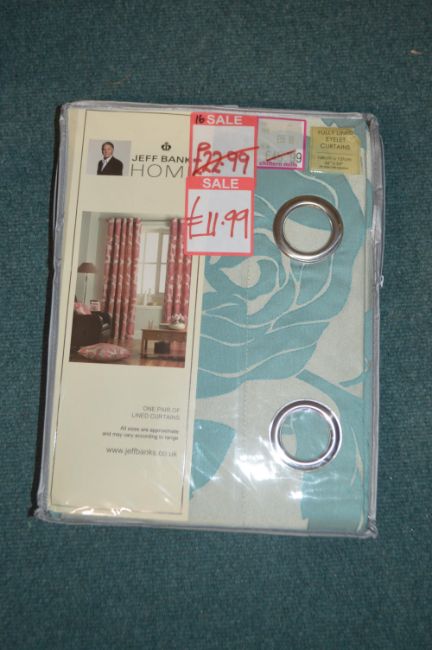 16
SALE
£22.99
SALE
£11.99
JEFF BANKS
HOME
FULLY LINED
EYELET
CURTAINS
ONE PAIR OF
LINED CURTAINS
All sizes are approximate
and may vary according to range
www.jeffbanks.co.uk